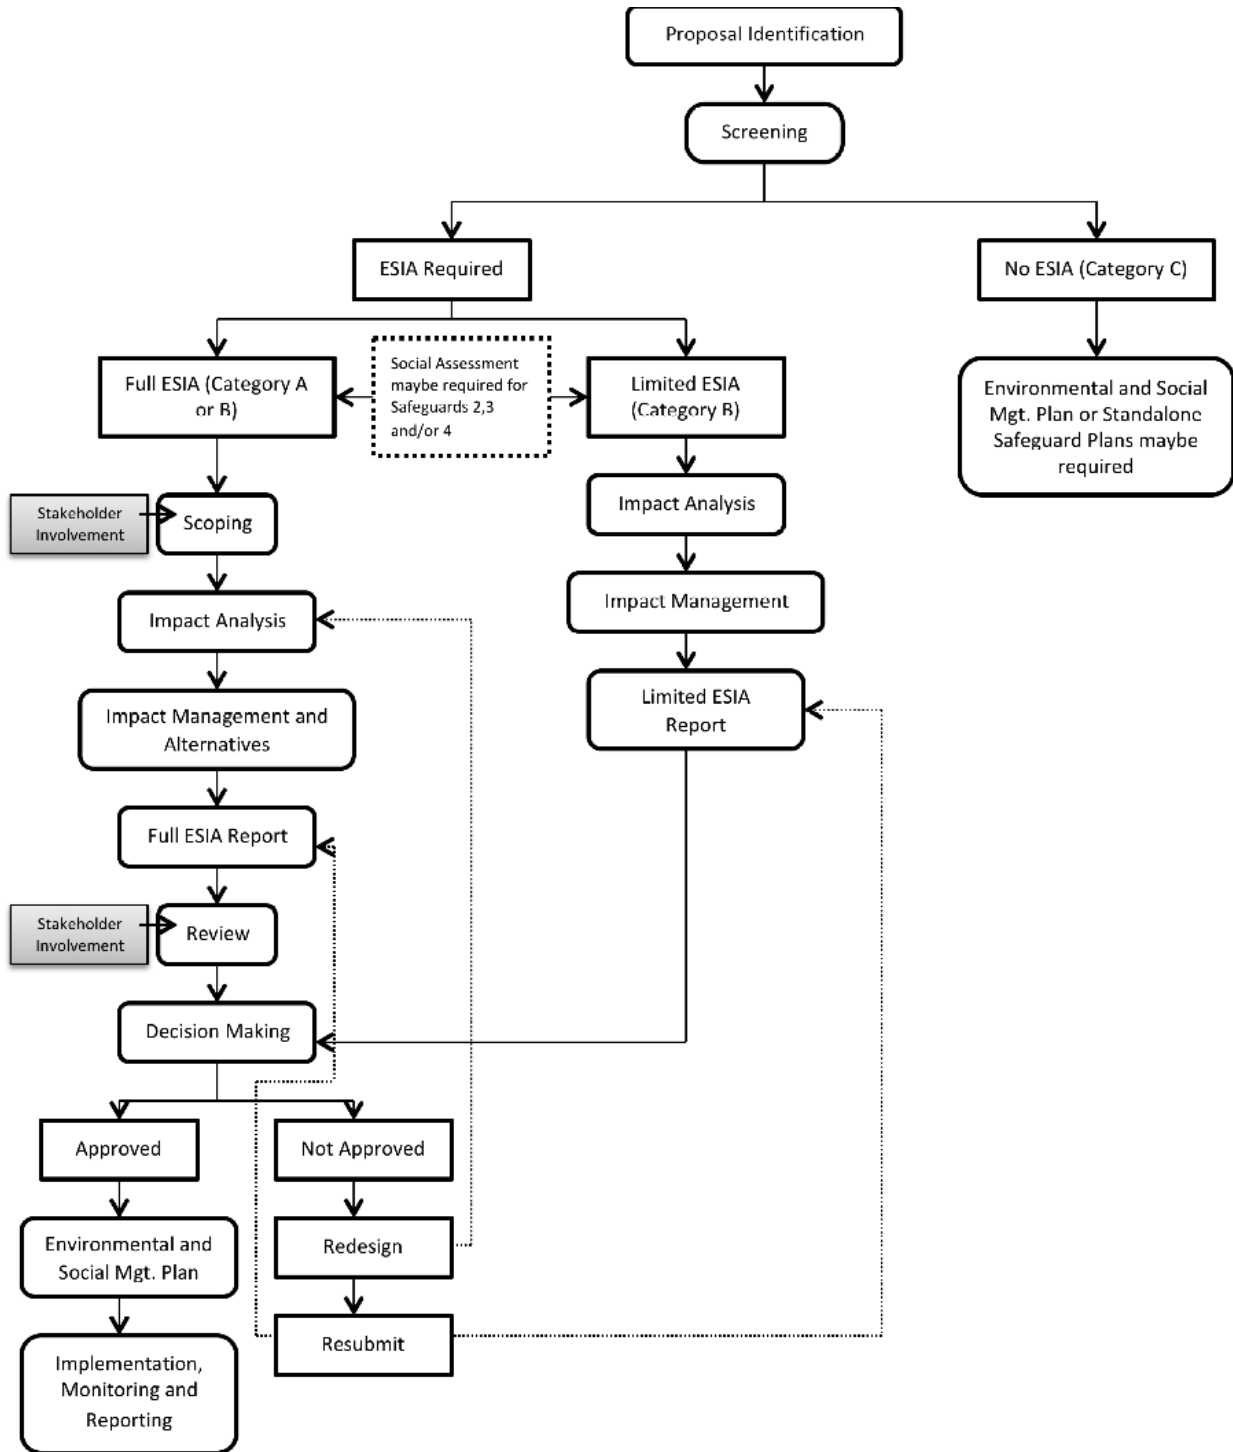 Proposal Identification
Screening
ESIA Required
No ESIA (Category C)
Full ESIA (Category A
or B)
Social Assessment
maybe required for
Safeguards 2,3
and/or 4
Limited ESIA
(Category B)
Environmental and Social
Mgt. Plan or Standalone
Safeguard Plans maybe
required
Stakeholder
Involvement
Scoping
Impact Analysis
Impact Analysis
Impact Management
Impact Management and
Alternatives
Limited ESIA
Report
Full ESIA Report
Stakeholder
Involvement
Review
Decision Making
Approved
Not Approved
Environmental and
Social Mgt. Plan
Redesign
Resubmit
Implementation,
Monitoring and
Reporting